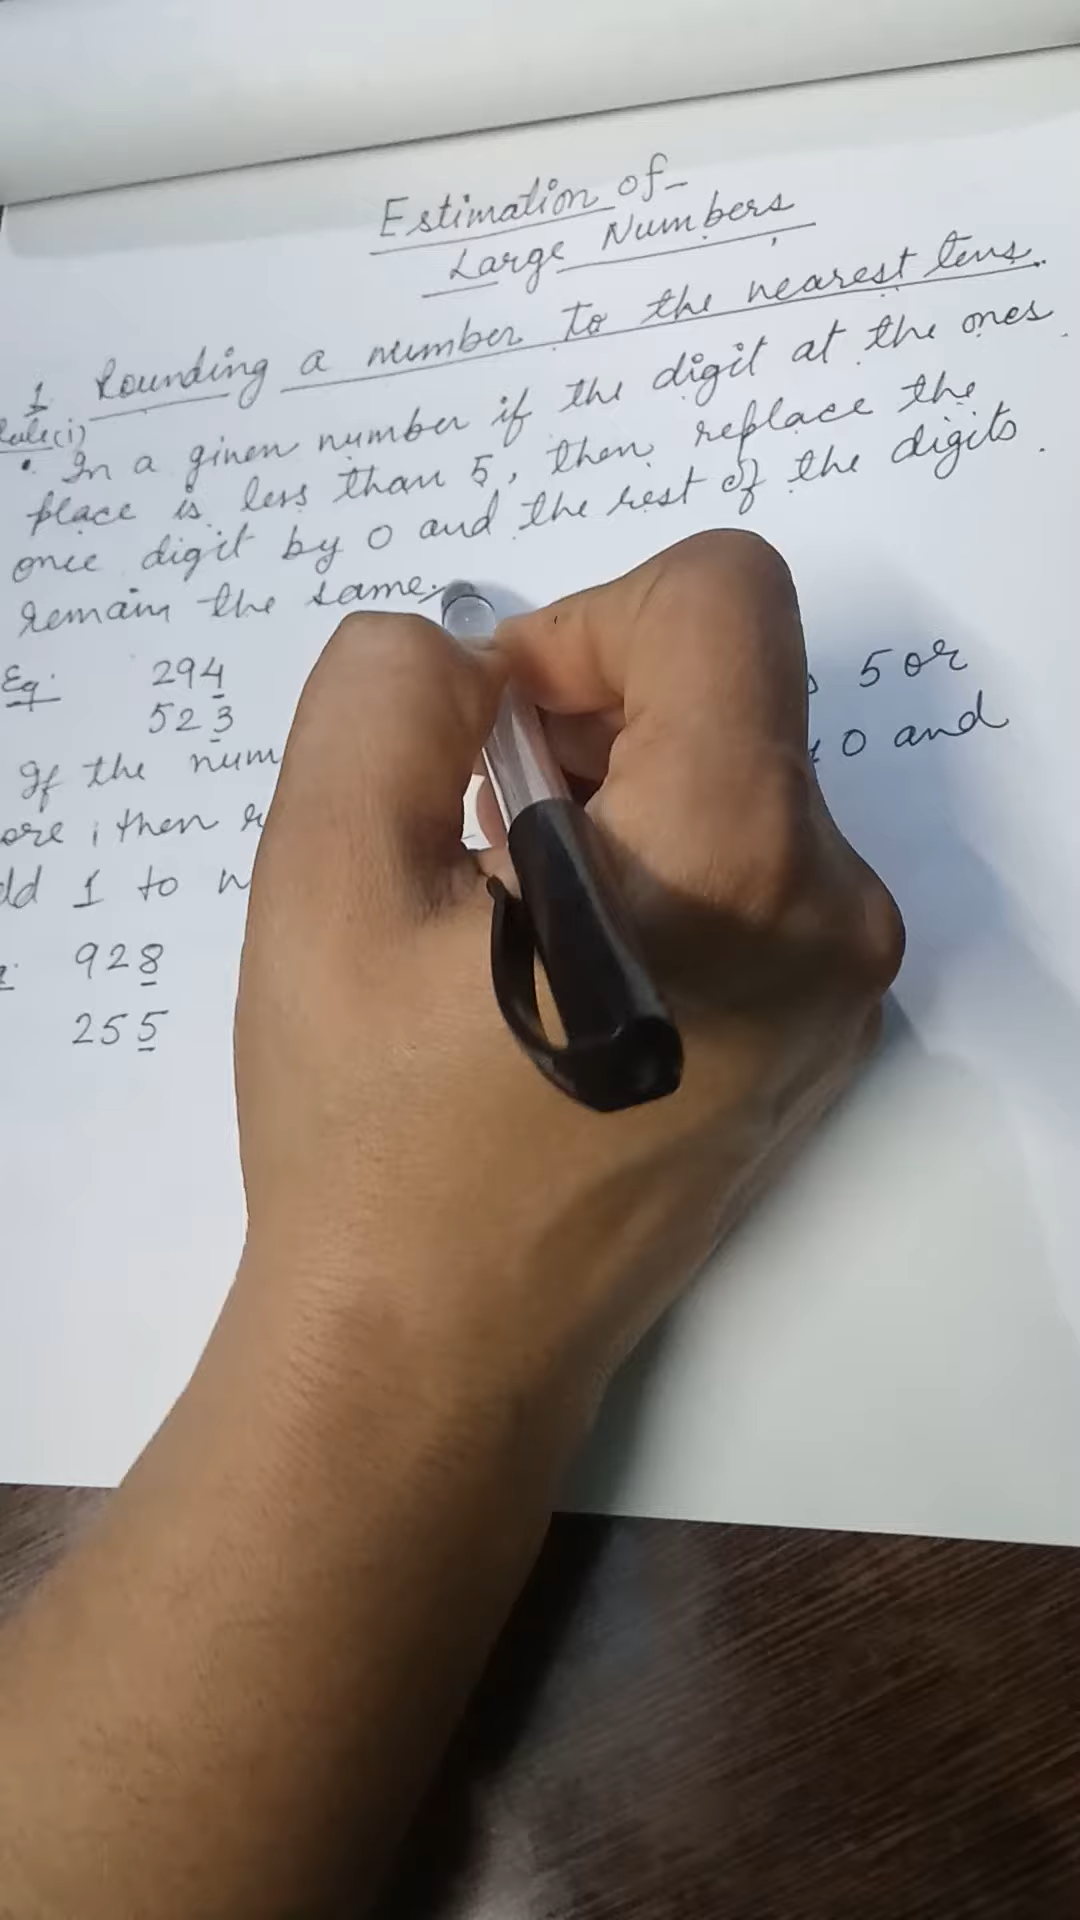 Estimation of
Large Numbers
1. Rounding a number to the nearest tens.
Rule(i)
• In a given number if the digit at the ones
place is less than 5, then replace the
once digit by 0 and the rest of the digits
remain the same.
Eg: 294
523
If the num 5 or
ore, then 0 and
dd 1 to
928
255